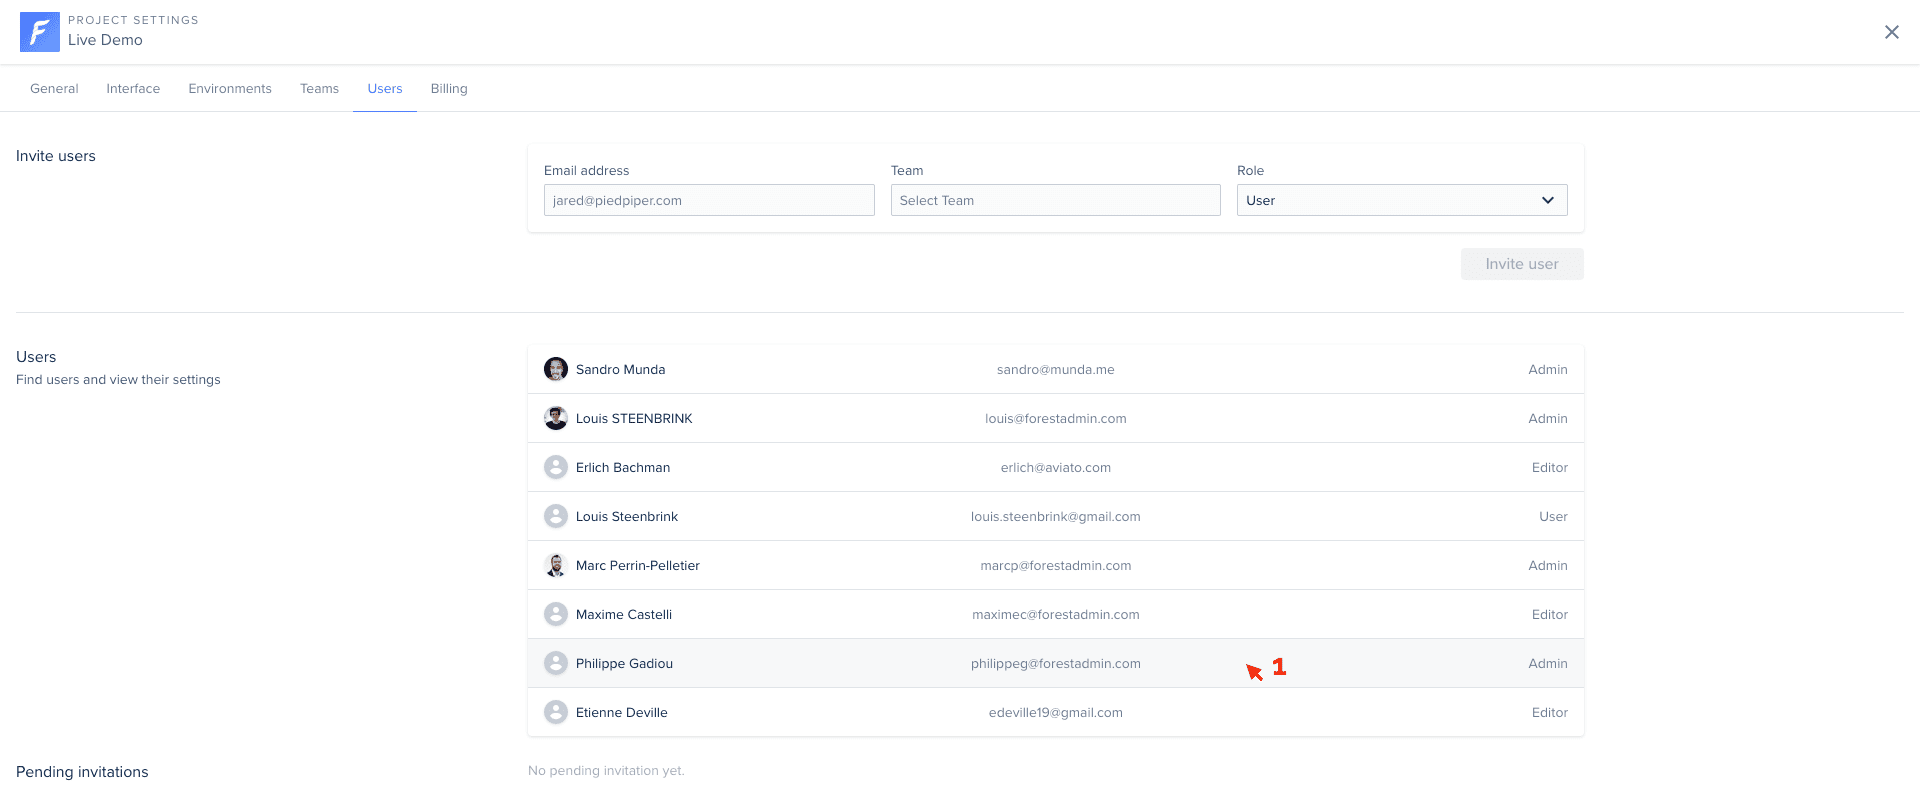 PROJECT SETTINGS
Live Demo
General Interface Environments Teams Users Billing
Invite users
Email address Team Role
jared@piedpiper.com Select Team User
Invite user
Users
Find users and view their settings
Sandro Munda sandro@munda.me Admin
Louis STEENBRINK louis@forestadmin.com Admin
Erlich Bachman erlich@aviato.com Editor
Louis Steenbrink louis.steenbrink@gmail.com User
Marc Perrin-Pelletier marcp@forestadmin.com Admin
Maxime Castelli maximec@forestadmin.com Editor
Philippe Gadiou philippeg@forestadmin.com 1 Admin
Etienne Deville edeville19@gmail.com Editor
Pending invitations No pending invitation yet.